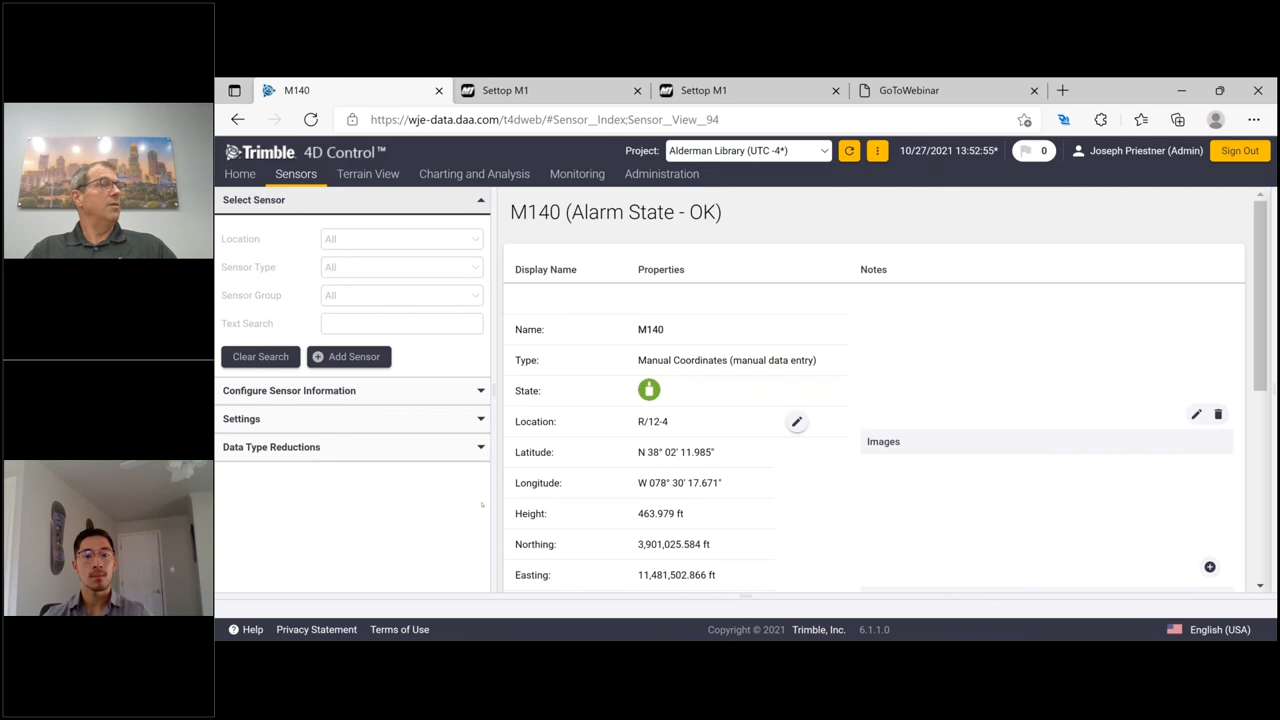 M140
Settop M1
Settop M1
GoToWebinar
https://wje-data.daa.com/t4dweb/#Sensor__Index;Sensor__View__94
Trimble 4D Control™
Project: Alderman Library (UTC -4*) 10/27/2021 13:52:55* 0 Joseph Priestner (Admin) Sign Out
Home Sensors Terrain View Charting and Analysis Monitoring Administration
Select Sensor
Location All
Sensor Type All
Sensor Group All
Text Search
Clear Search Add Sensor
Configure Sensor Information
Settings
Data Type Reductions
M140 (Alarm State - OK)
Display Name Properties Notes
Name: M140
Type: Manual Coordinates (manual data entry)
State:
Location: R/12-4
Images
Latitude: N 38° 02' 11.985"
Longitude: W 078° 30' 17.671"
Height: 463.979 ft
Northing: 3,901,025.584 ft
Easting: 11,481,502.866 ft
Help Privacy Statement Terms of Use Copyright © 2021 Trimble, Inc. 6.1.1.0 English (USA)